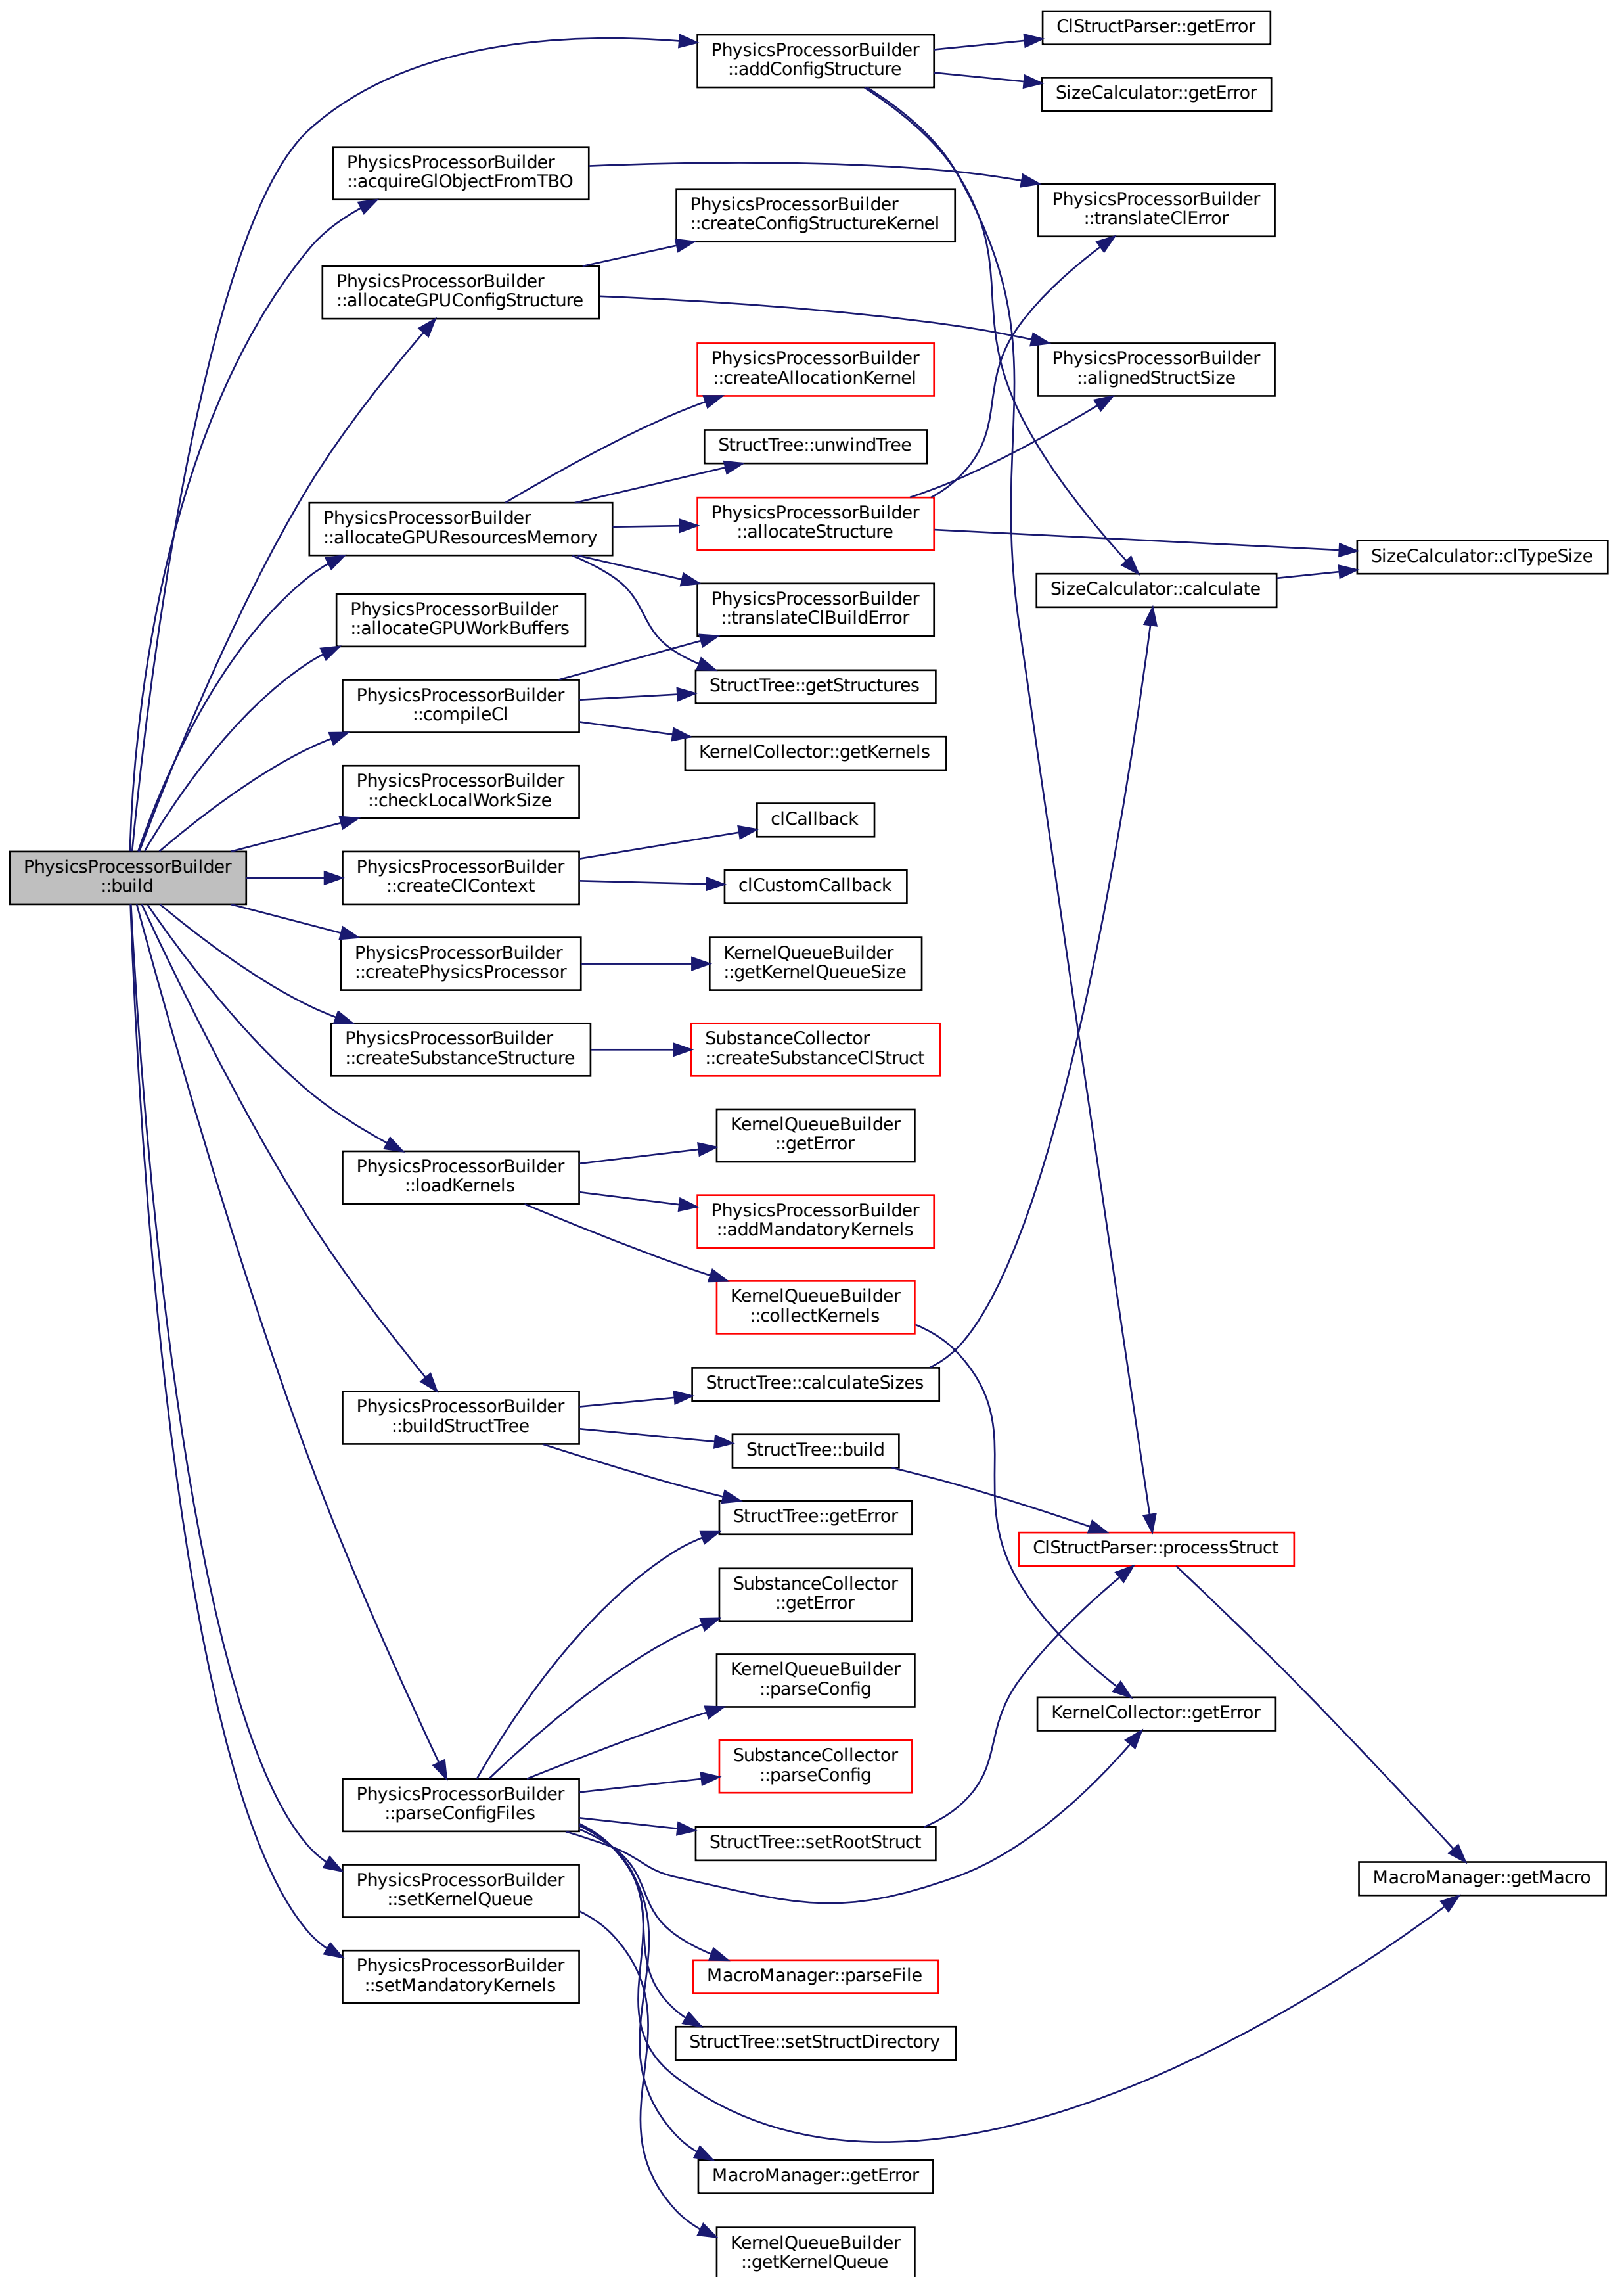 PhysicsProcessorBuilder
::build
PhysicsProcessorBuilder
::addConfigStructure
PhysicsProcessorBuilder
::acquireGlObjectFromTBO
PhysicsProcessorBuilder
::allocateGPUConfigStructure
PhysicsProcessorBuilder
::allocateGPUResourcesMemory
PhysicsProcessorBuilder
::allocateGPUWorkBuffers
PhysicsProcessorBuilder
::compileCl
PhysicsProcessorBuilder
::checkLocalWorkSize
PhysicsProcessorBuilder
::createClContext
PhysicsProcessorBuilder
::createPhysicsProcessor
PhysicsProcessorBuilder
::createSubstanceStructure
PhysicsProcessorBuilder
::loadKernels
PhysicsProcessorBuilder
::buildStructTree
PhysicsProcessorBuilder
::parseConfigFiles
PhysicsProcessorBuilder
::setKernelQueue
PhysicsProcessorBuilder
::setMandatoryKernels
PhysicsProcessorBuilder
::createConfigStructureKernel
PhysicsProcessorBuilder
::createAllocationKernel
StructTree::unwindTree
PhysicsProcessorBuilder
::allocateStructure
PhysicsProcessorBuilder
::translateClBuildError
StructTree::getStructures
KernelCollector::getKernels
clCallback
clCustomCallback
KernelQueueBuilder
::getKernelQueueSize
SubstanceCollector
::createSubstanceClStruct
KernelQueueBuilder
::getError
PhysicsProcessorBuilder
::addMandatoryKernels
KernelQueueBuilder
::collectKernels
StructTree::calculateSizes
StructTree::build
StructTree::getError
SubstanceCollector
::getError
KernelQueueBuilder
::parseConfig
SubstanceCollector
::parseConfig
StructTree::setRootStruct
MacroManager::parseFile
StructTree::setStructDirectory
MacroManager::getError
KernelQueueBuilder
::getKernelQueue
ClStructParser::getError
SizeCalculator::getError
PhysicsProcessorBuilder
::translateClError
PhysicsProcessorBuilder
::alignedStructSize
SizeCalculator::calculate
ClStructParser::processStruct
KernelCollector::getError
SizeCalculator::clTypeSize
MacroManager::getMacro